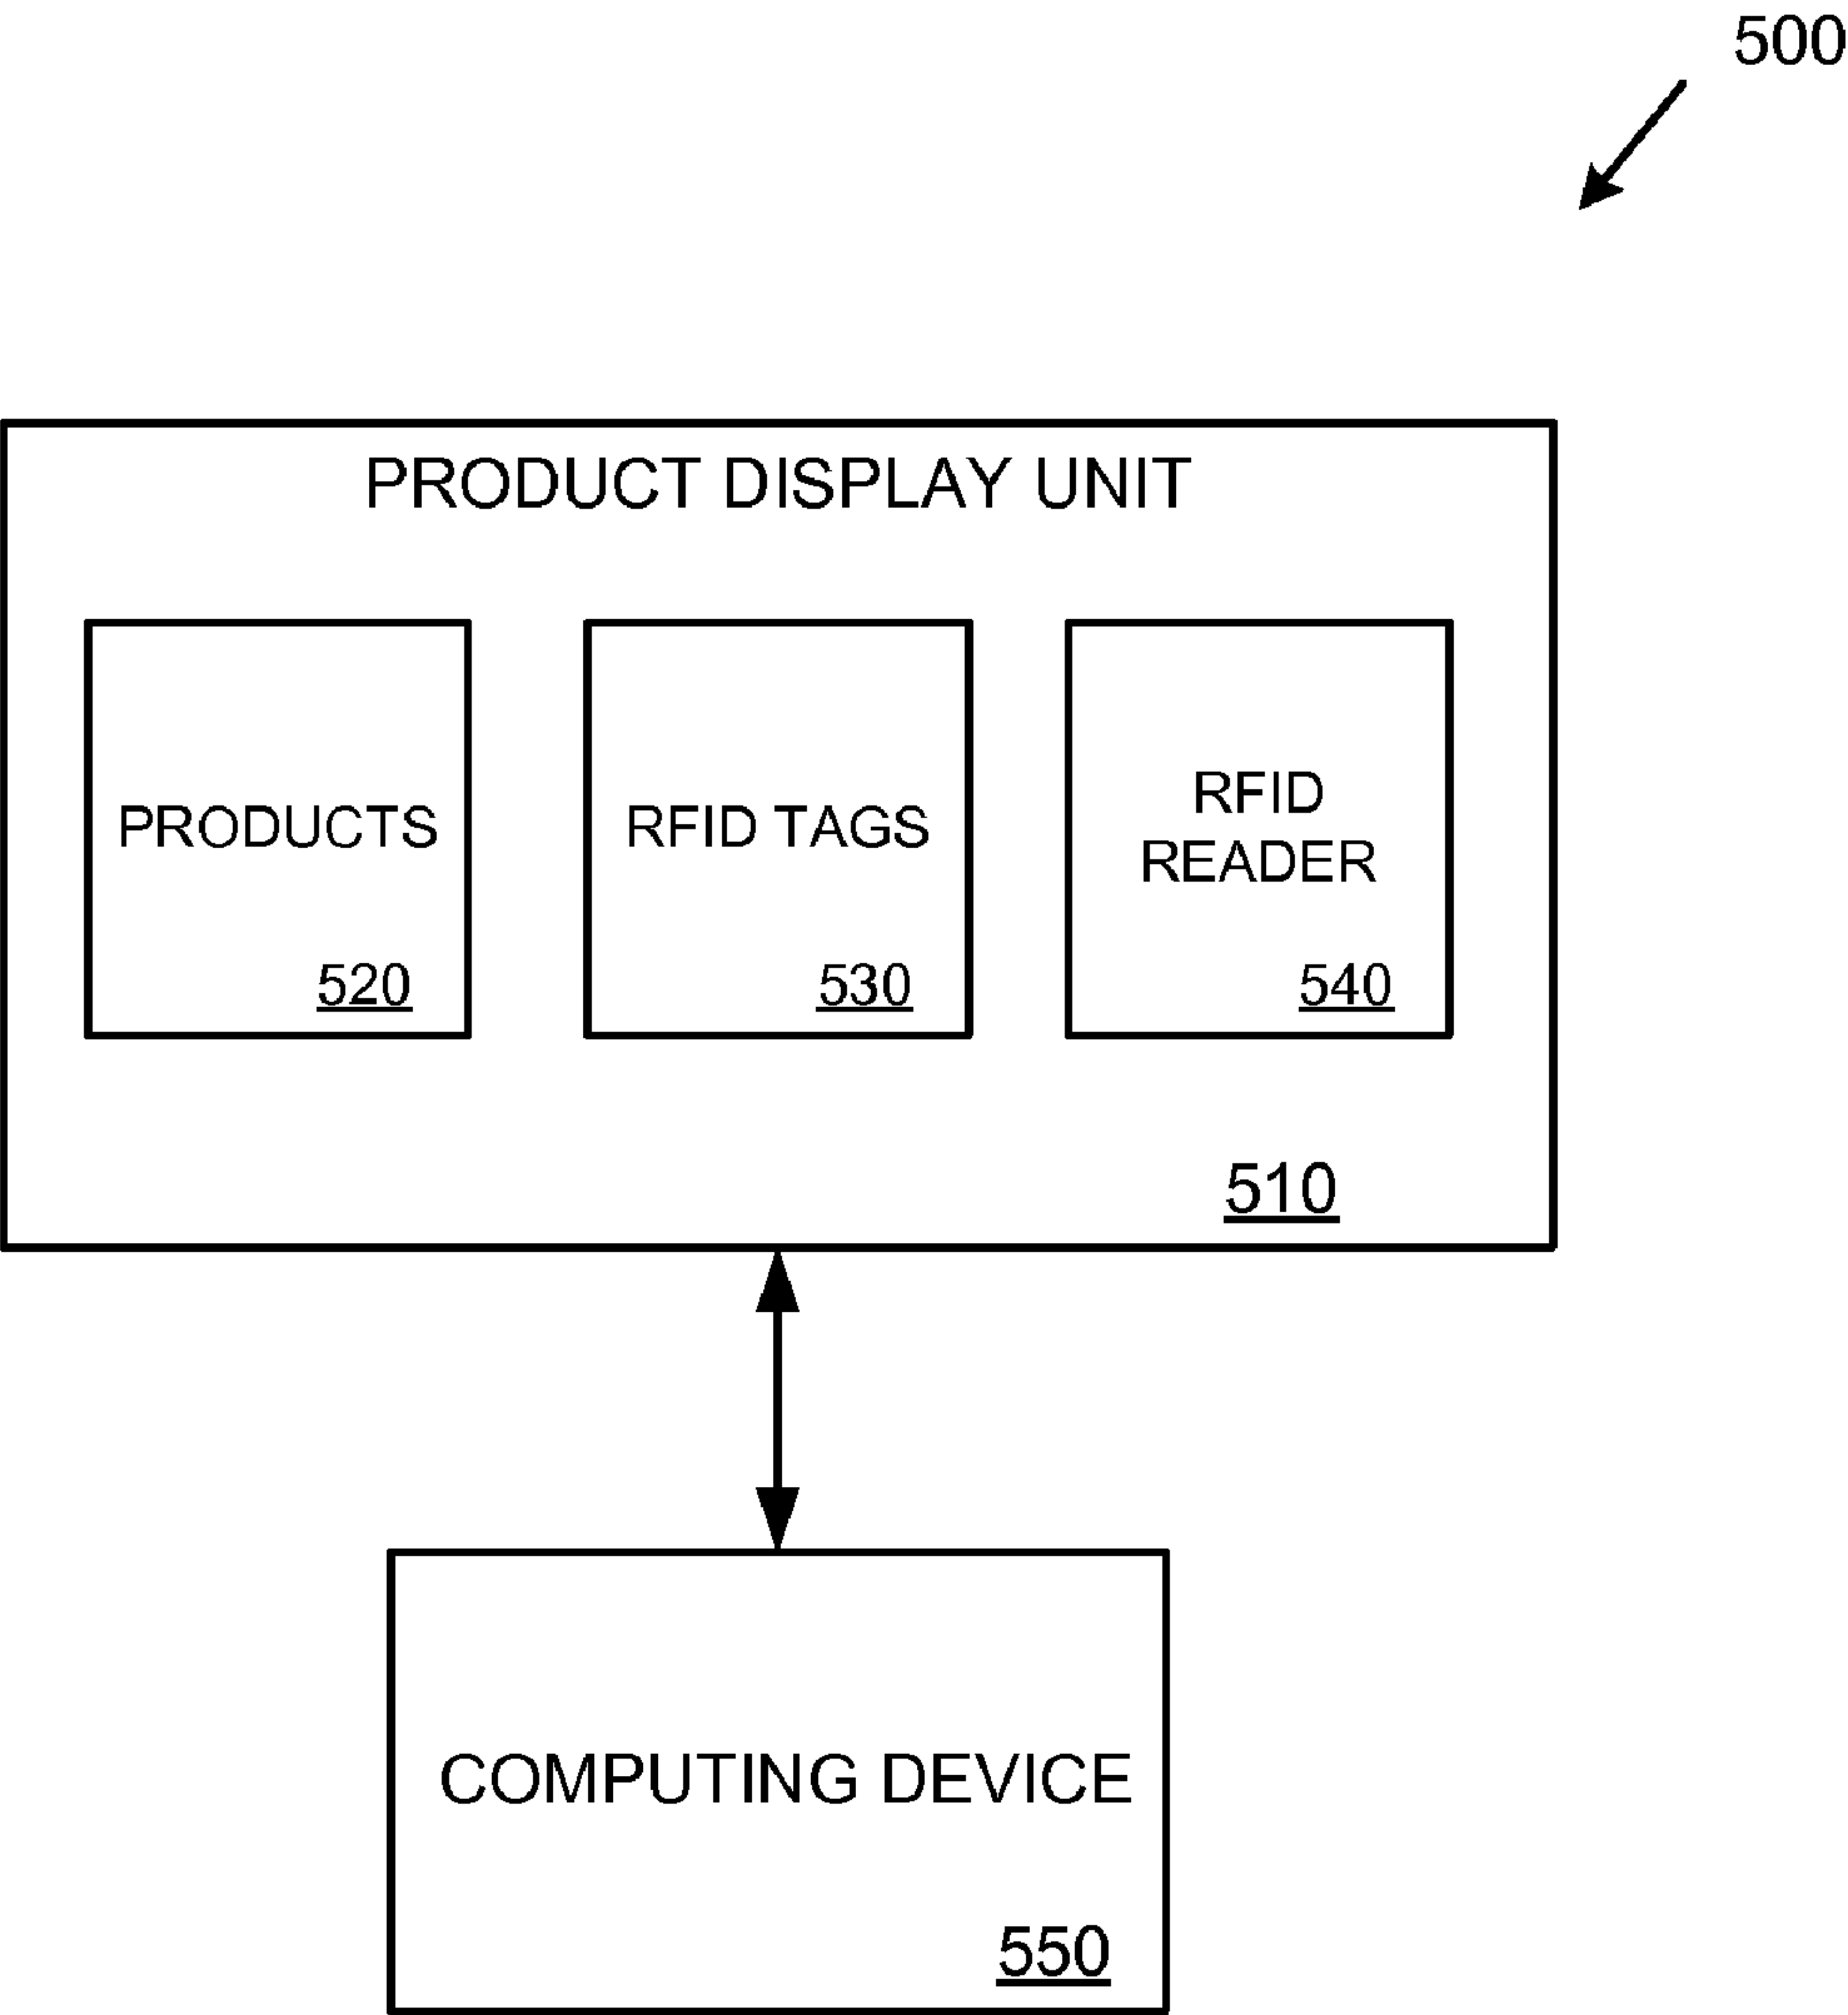 500
PRODUCT DISPLAY UNIT
PRODUCTS
520
RFID TAGS
530
RFID
READER
540
510
COMPUTING DEVICE
550